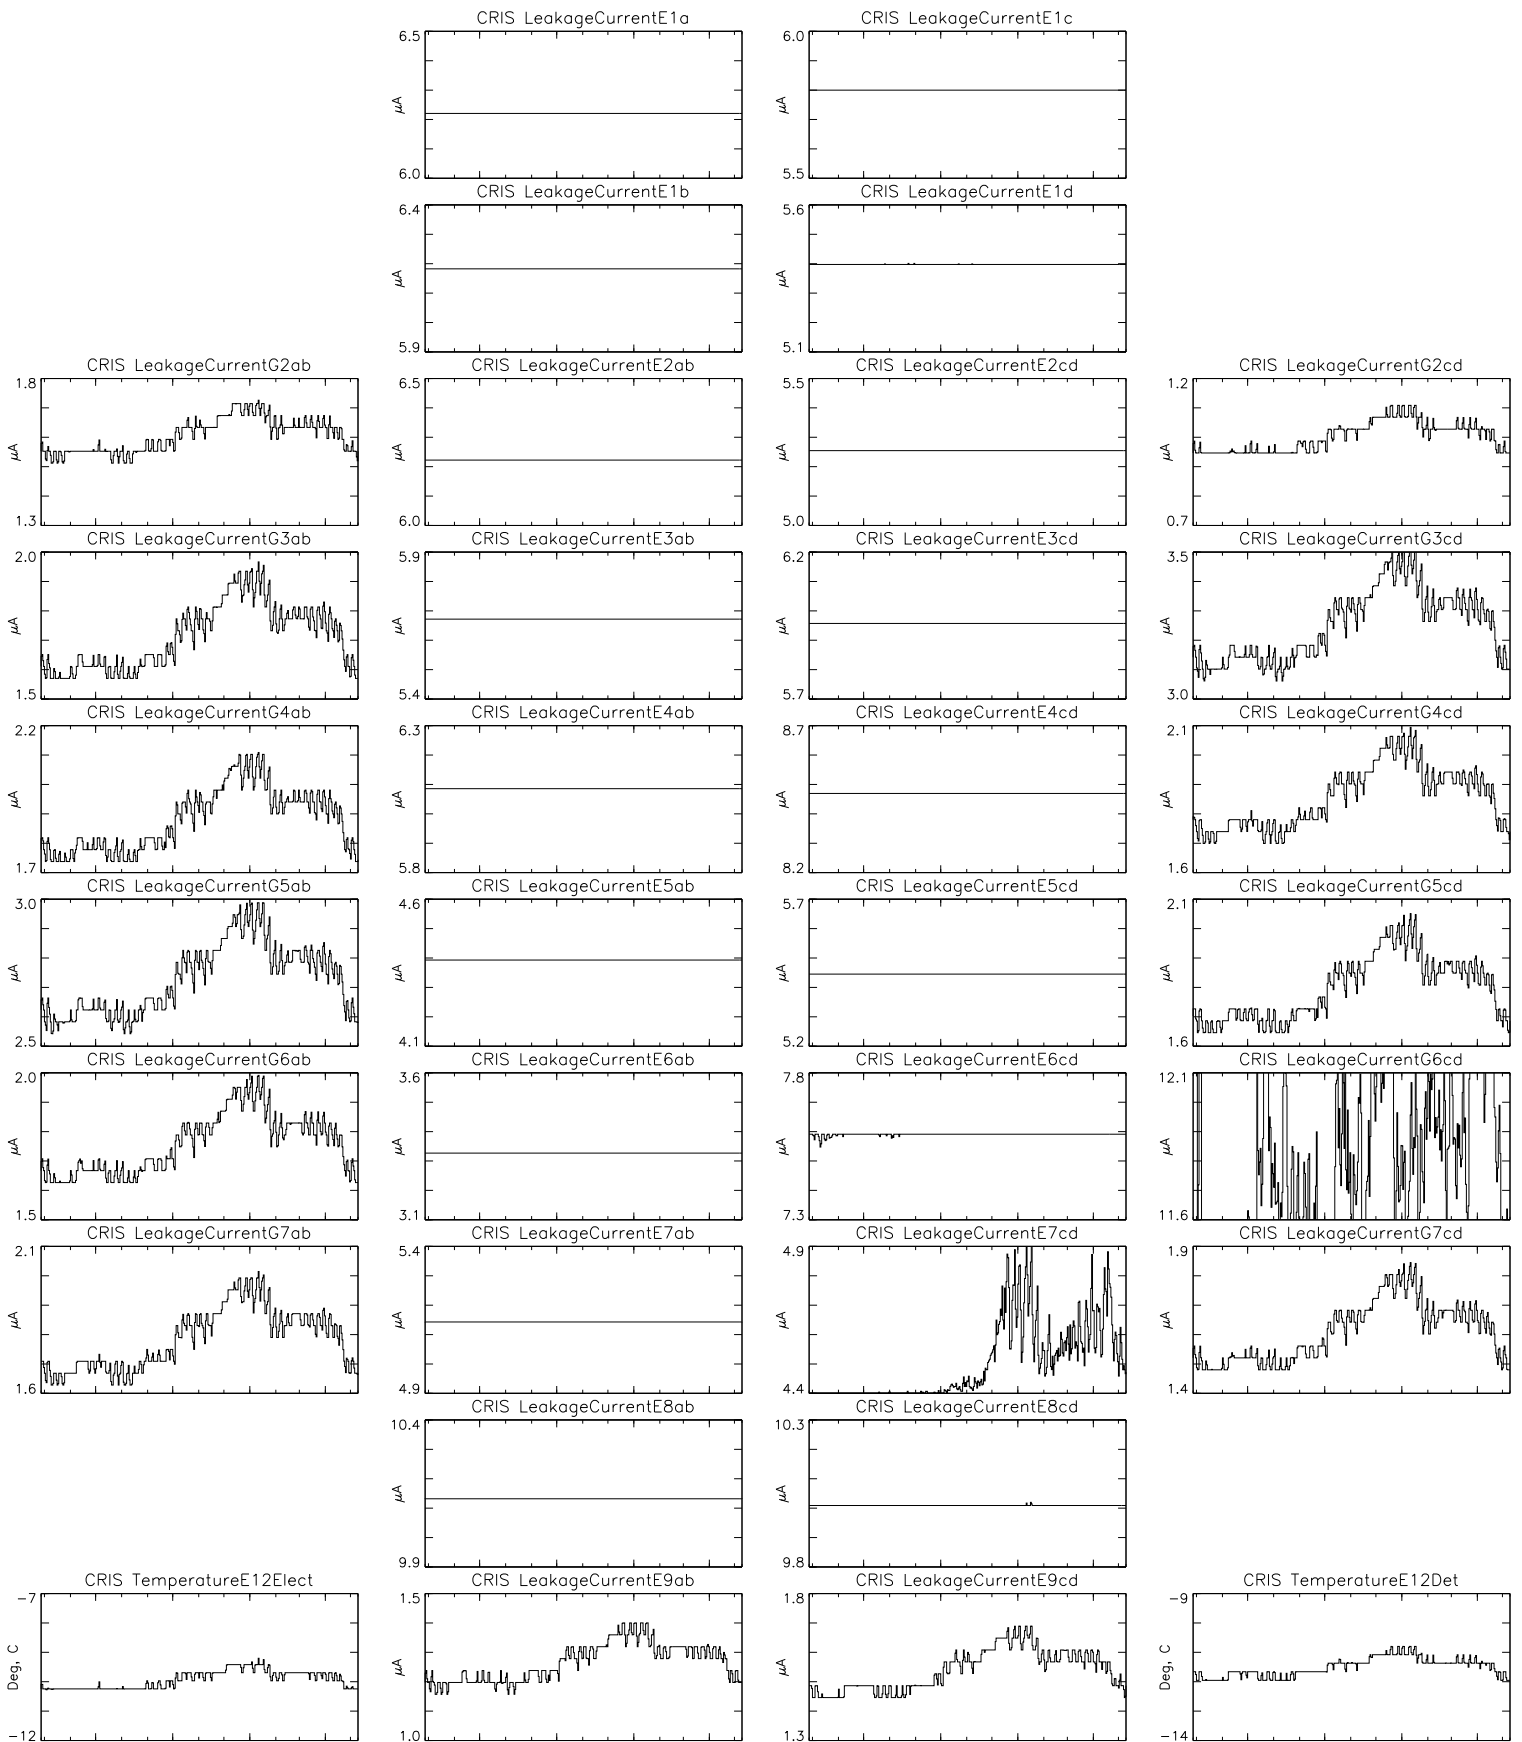 CRIS LeakageCurrentE1a
6.5
μA
6.0
CRIS LeakageCurrentE1c
6.0
μA
5.5
CRIS LeakageCurrentE1b
6.4
μA
5.9
CRIS LeakageCurrentE1d
5.6
μA
5.1
CRIS LeakageCurrentG2ab
1.8
μA
1.3
CRIS LeakageCurrentE2ab
6.5
μA
6.0
CRIS LeakageCurrentE2cd
5.5
μA
5.0
CRIS LeakageCurrentG2cd
1.2
μA
0.7
CRIS LeakageCurrentG3ab
2.0
μA
1.5
CRIS LeakageCurrentE3ab
5.9
μA
5.4
CRIS LeakageCurrentE3cd
6.2
μA
5.7
CRIS LeakageCurrentG3cd
3.5
μA
3.0
CRIS LeakageCurrentG4ab
2.2
μA
1.7
CRIS LeakageCurrentE4ab
6.3
μA
5.8
CRIS LeakageCurrentE4cd
8.7
μA
8.2
CRIS LeakageCurrentG4cd
2.1
μA
1.6
CRIS LeakageCurrentG5ab
3.0
μA
2.5
CRIS LeakageCurrentE5ab
4.6
μA
4.1
CRIS LeakageCurrentE5cd
5.7
μA
5.2
CRIS LeakageCurrentG5cd
2.1
μA
1.6
CRIS LeakageCurrentG6ab
2.0
μA
1.5
CRIS LeakageCurrentE6ab
3.6
μA
3.1
CRIS LeakageCurrentE6cd
7.8
μA
7.3
CRIS LeakageCurrentG6cd
12.1
μA
11.6
CRIS LeakageCurrentG7ab
2.1
μA
1.6
CRIS LeakageCurrentE7ab
5.4
μA
4.9
CRIS LeakageCurrentE7cd
4.9
μA
4.4
CRIS LeakageCurrentG7cd
1.9
μA
1.4
CRIS LeakageCurrentE8ab
10.4
μA
9.9
CRIS LeakageCurrentE8cd
10.3
μA
9.8
CRIS TemperatureE12Elect
-7
Deg, C
-12
CRIS LeakageCurrentE9ab
1.5
μA
1.0
CRIS LeakageCurrentE9cd
1.8
μA
1.3
CRIS TemperatureE12Det
-9
Deg, C
-14